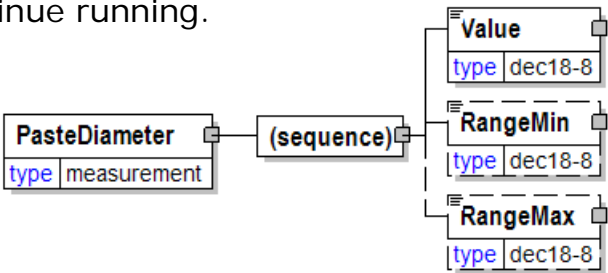 inue running.
Value
type dec18-8
PasteDiameter
type measurement
(sequence)
RangeMin
type dec18-8
RangeMax
type dec18-8